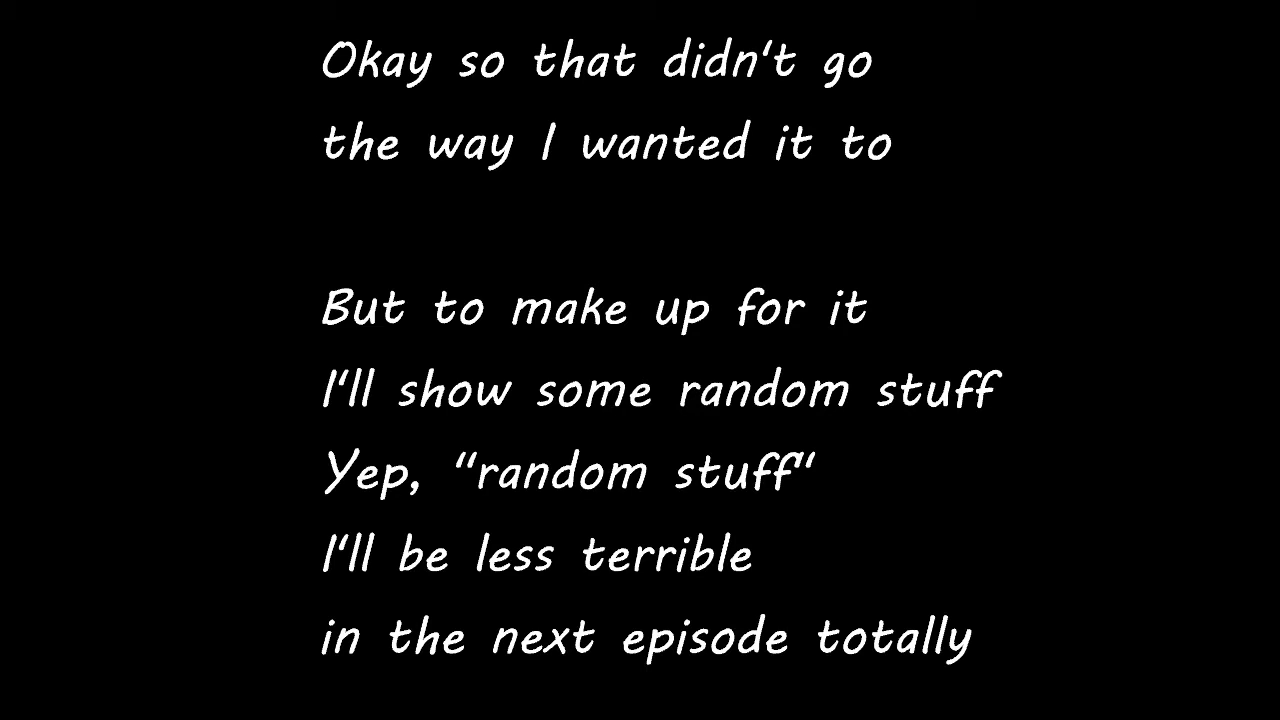 Okay so that didn't go
the way I wanted it to
But to make up for it
I'll show some random stuff
Yep, "random stuff"
I'll be less terrible
in the next episode totally